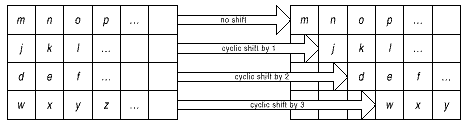 m n o p ... no shift m n o p ...
j k l ... cyclic shift by 1 j k l ...
d e f ... cyclic shift by 2 d e f ...
w x y z ... cyclic shift by 3 w x y